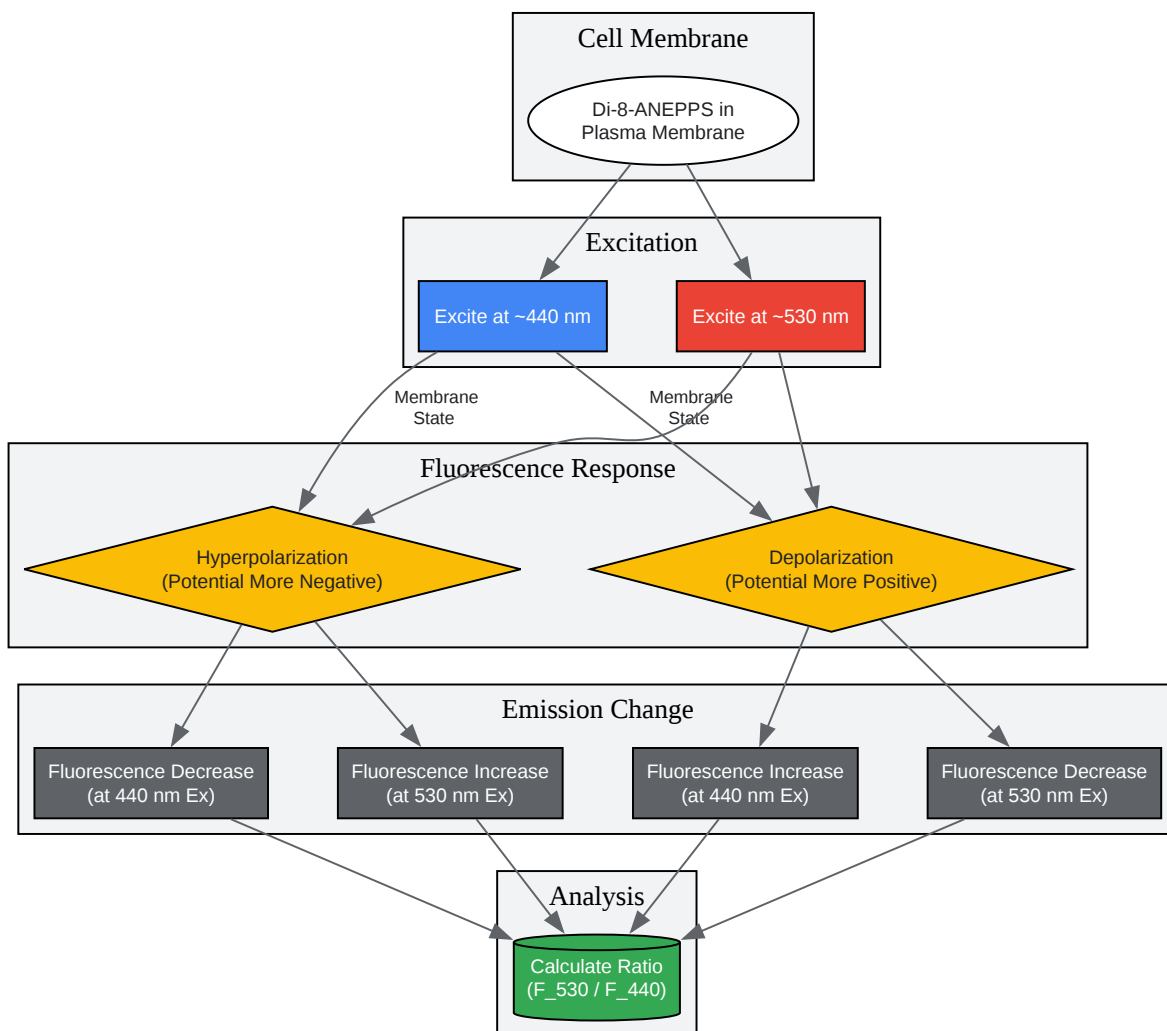 Cell Membrane
Di-8-ANEPPS in
Plasma Membrane
Excitation
Excite at ~440 nm
Excite at ~530 nm
Membrane
State
Membrane
State
Fluorescence Response
Hyperpolarization
(Potential More Negative)
Depolarization
(Potential More Positive)
Emission Change
Fluorescence Decrease
(at 440 nm Ex)
Fluorescence Increase
(at 530 nm Ex)
Fluorescence Increase
(at 440 nm Ex)
Fluorescence Decrease
(at 530 nm Ex)
Analysis
Calculate Ratio
(F_530 / F_440)